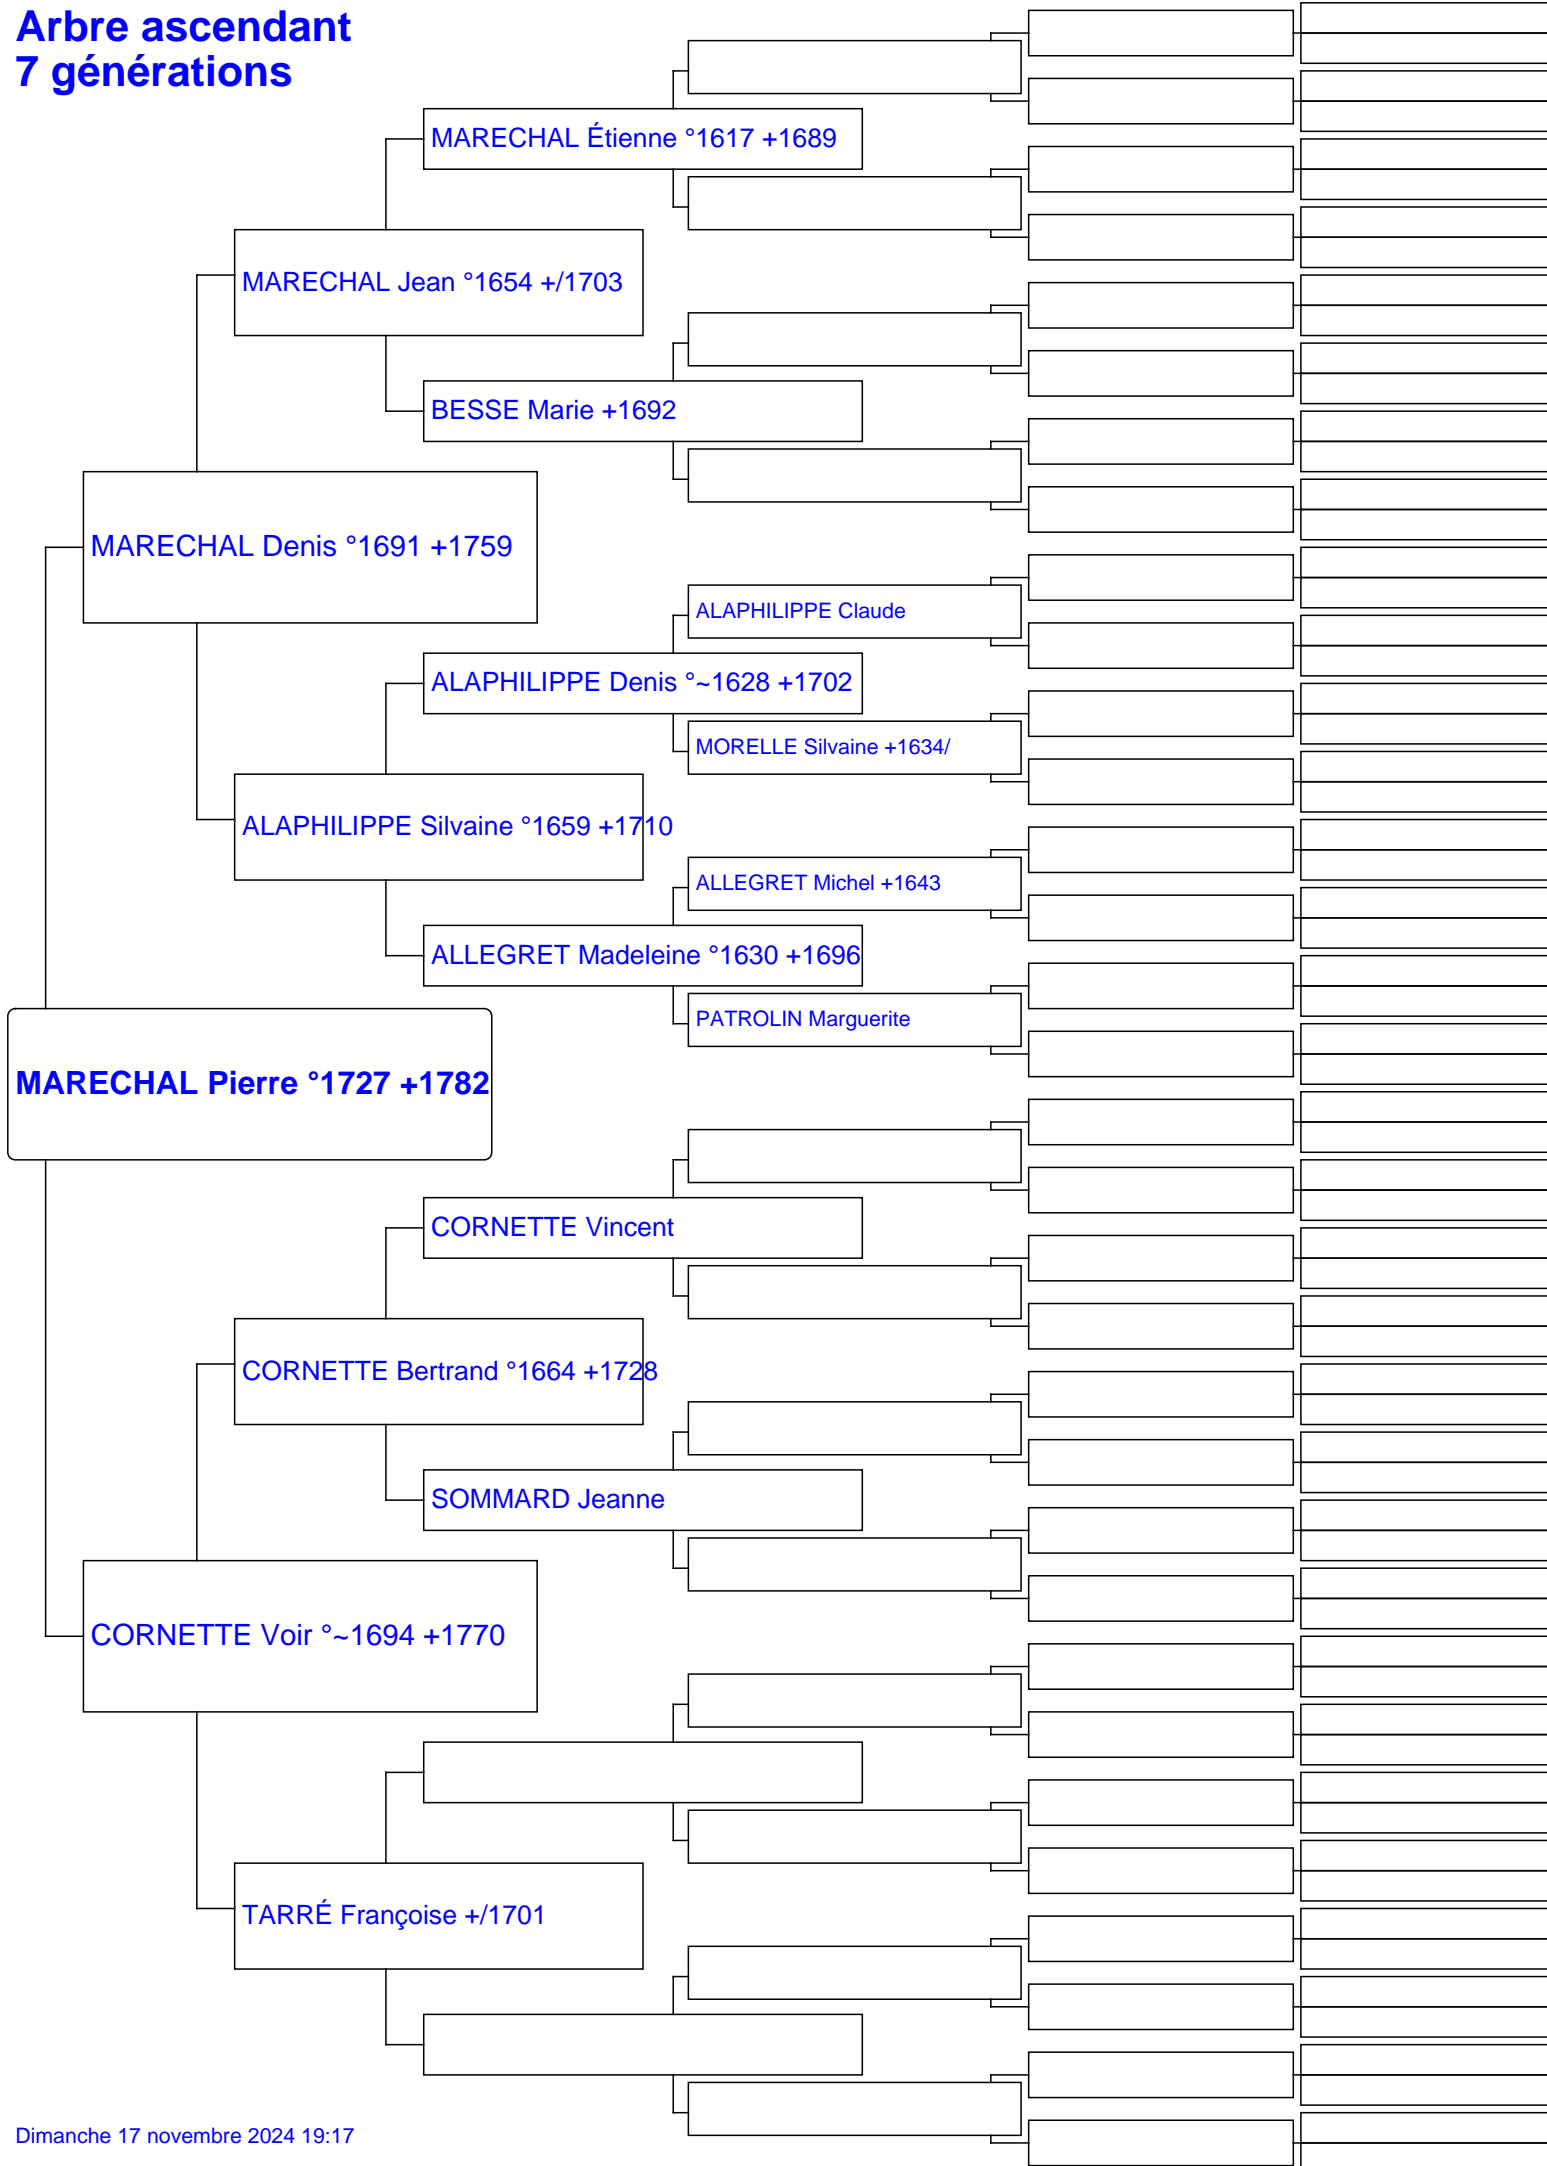 Arbre ascendant
7 générations
MARECHAL Étienne °1617 +1689
MARECHAL Jean °1654 +/1703
BESSE Marie +1692
MARECHAL Denis °1691 +1759
ALAPHILIPPE Claude
ALAPHILIPPE Denis °~1628 +1702
MORELLE Silvaine +1634/
ALAPHILIPPE Silvaine °1659 +1710
ALLEGRET Michel +1643
ALLEGRET Madeleine °1630 +1696
PATROLIN Marguerite
MARECHAL Pierre °1727 +1782
CORNETTE Vincent
CORNETTE Bertrand °1664 +1728
SOMMARD Jeanne
CORNETTE Voir °~1694 +1770
TARRÉ Françoise +/1701
Dimanche 17 novembre 2024 19:17